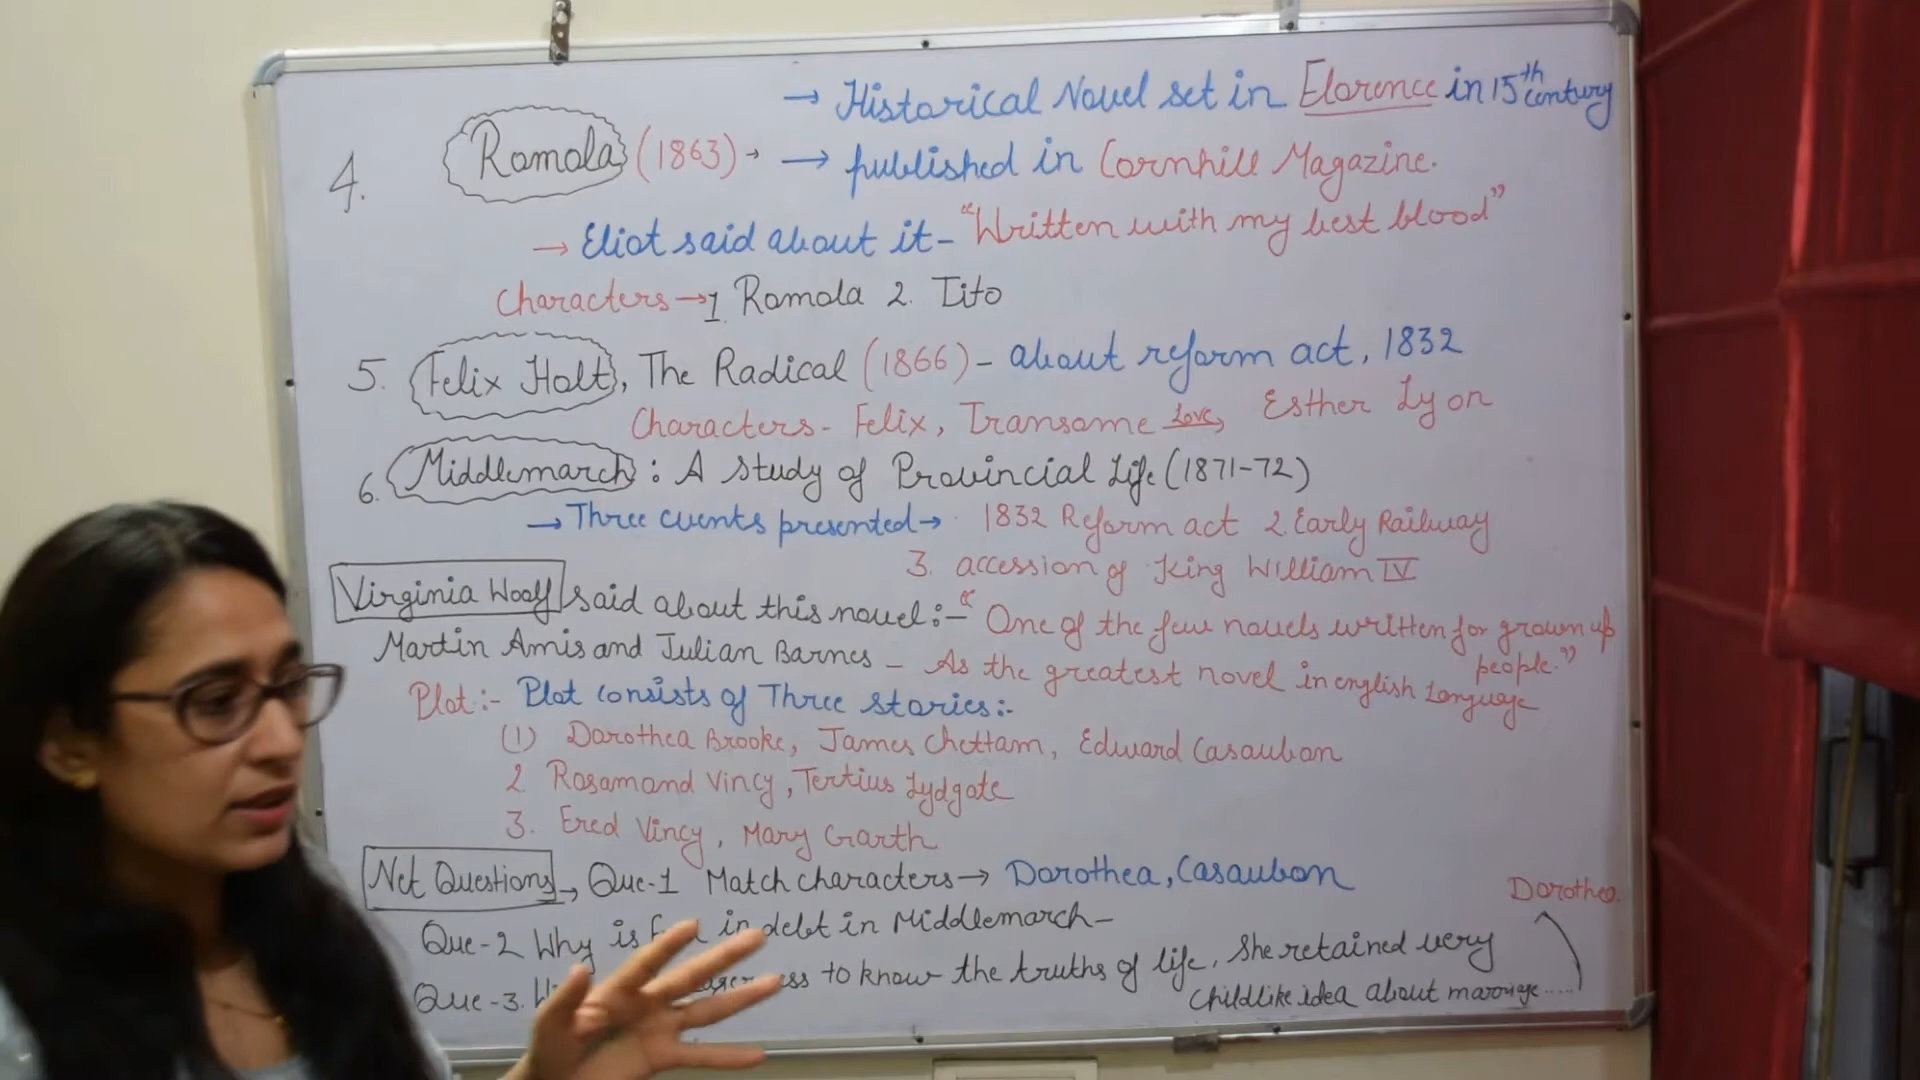 → Historical Novel set in Florence in 15th century
4. Romola (1863) → → published in Cornhill Magazine.
→ Eliot said about it - "Written with my best blood"
Characters → 1. Romola 2. Tito
5. Felix Holt, The Radical (1866) - about reform act, 1832
Characters - Felix, Transome Love, Esther Lyon
6. Middlemarch : A Study of Provincial Life (1871-72)
→ Three events presented → 1832 Reform act 2. Early Railway
3. accession of King William IV
Virginia Woolf said about this novel :- "One of the few novels written for grown up people."
Martin Amis and Julian Barnes - As the greatest novel in english Language
Plot :- Plot consists of Three stories :-
(1) Dorothea Brooke, James Chettam, Edward Casaubon
2 Rosamond Vincy, Tertius Lydgate
3. Fred Vincy, Mary Garth
Net Questions → Que-1 Match characters → Dorothea, Casaubon
Que-2 Why is in debt in Middlemarch -
Que-3. to know the truths of life, She retained very childlike idea about marriage.....
Dorothea.